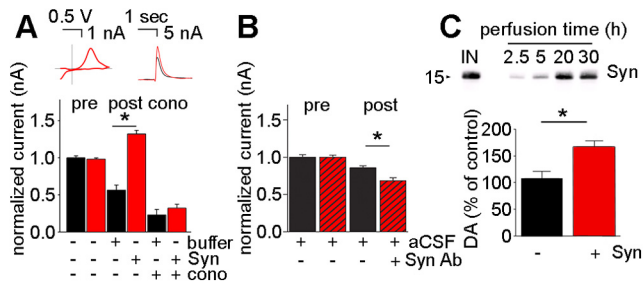 A
0.5 V
1 nA
1 sec
5 nA
pre post cono
*
normalized current (nA)
1.5
1.0
0.5
0.0
- - + - + - buffer
- - - + - + Syn
- - - - + + cono
B
pre post
*
normalized current (nA)
1.5
1.0
0.5
0.0
+ + + + aCSF
- - - + Syn Ab
C
perfusion time (h)
IN 2.5 5 20 30
15- Syn
*
DA (% of control)
200
150
100
50
0
- + Syn